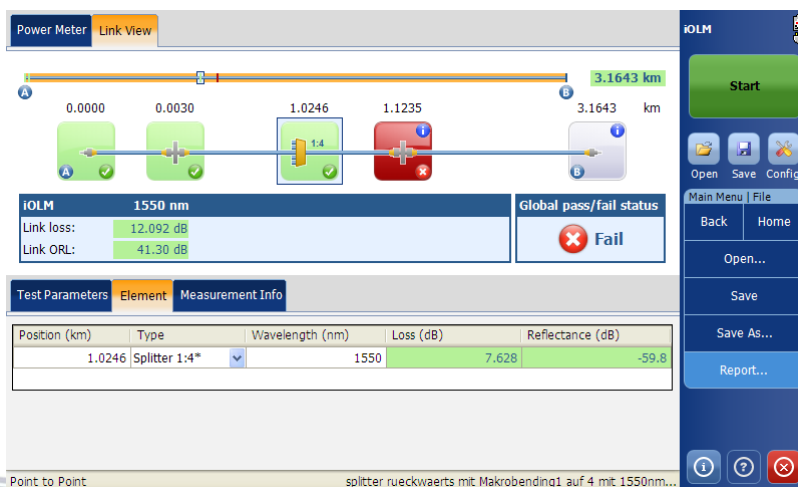 Power Meter Link View
iOLM
3.1643 km
A B
0.0000 0.0030 1.0246 1.1235 3.1643 km
1:4
A B
iOLM 1550 nm
Link loss: 12.092 dB
Link ORL: 41.30 dB
Global pass/fail status
Fail
Test Parameters Element Measurement Info
Position (km) Type Wavelength (nm) Loss (dB) Reflectance (dB)
1.0246 Splitter 1:4* 1550 7.628 -59.8
Point to Point splitter rueckwaerts mit Makrobending1 auf 4 mit 1550nm...
Start
Open Save Config
Main Menu | File
Back Home
Open...
Save
Save As...
Report...